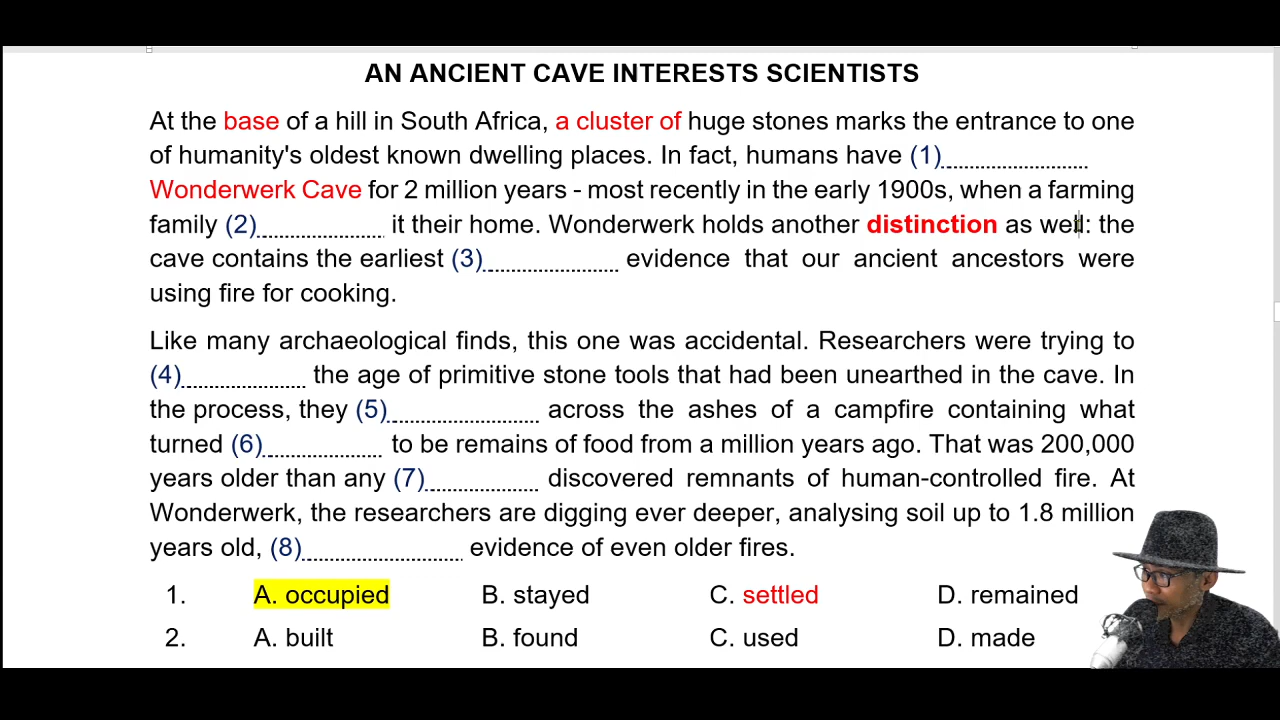 AN ANCIENT CAVE INTERESTS SCIENTISTS
At the base of a hill in South Africa, a cluster of huge stones marks the entrance to one
of humanity's oldest known dwelling places. In fact, humans have (1)....................
Wonderwerk Cave for 2 million years - most recently in the early 1900s, when a farming
family (2).................... it their home. Wonderwerk holds another distinction as well: the
cave contains the earliest (3).................... evidence that our ancient ancestors were
using fire for cooking.
Like many archaeological finds, this one was accidental. Researchers were trying to
(4).................... the age of primitive stone tools that had been unearthed in the cave. In
the process, they (5).................... across the ashes of a campfire containing what
turned (6).................... to be remains of food from a million years ago. That was 200,000
years older than any (7).................... discovered remnants of human-controlled fire. At
Wonderwerk, the researchers are digging ever deeper, analysing soil up to 1.8 million
years old, (8).................... evidence of even older fires.
1. A. occupied B. stayed C. settled D. remained
2. A. built B. found C. used D. made